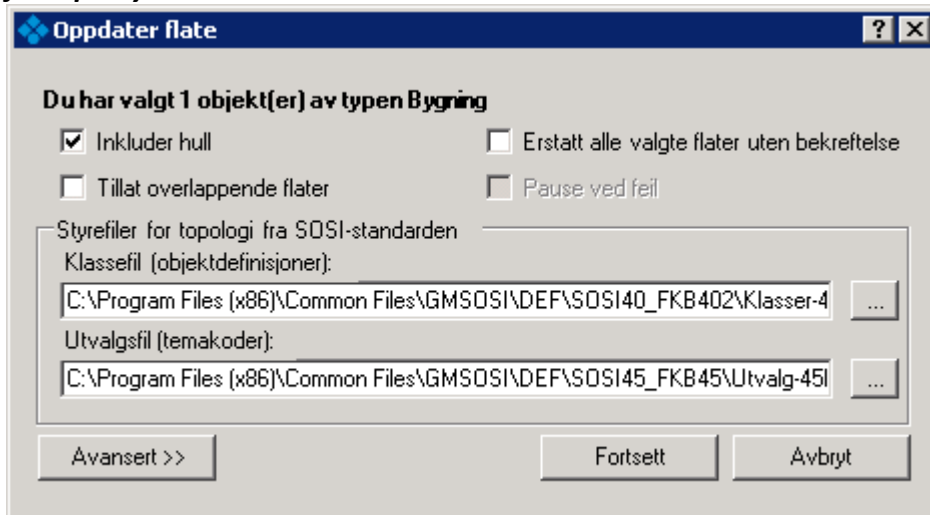 Oppdater flate
Du har valgt 1 objekt(er) av typen Bygning
Inkluder hull
Erstatt alle valgte flater uten bekreftelse
Tillat overlappende flater
Pause ved feil
Styrefiler for topologi fra SOSI-standarden
Klassefil (objektdefinisjoner):
C:\Program Files (x86)\Common Files\GMSOSI\DEF\SOSI40_FKB402\Klasser-4
...
Utvalgsfil (temakoder):
C:\Program Files (x86)\Common Files\GMSOSI\DEF\SOSI45_FKB45\Utvalg-45
...
Avansert >>
Fortsett
Avbryt